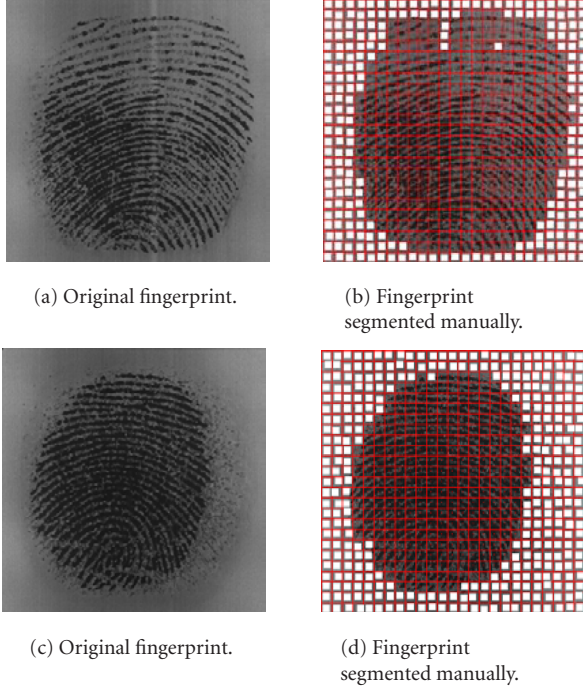 (a) Original fingerprint.
(b) Fingerprint
segmented manually.
(c) Original fingerprint.
(d) Fingerprint
segmented manually.